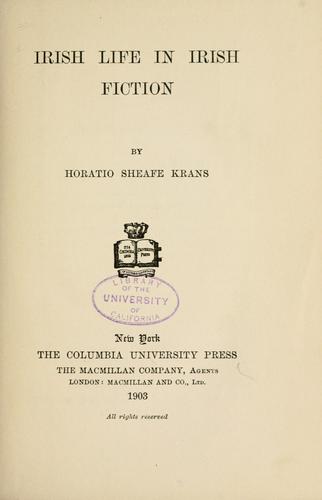 IRISH LIFE IN IRISH
FICTION
BY
HORATIO SHEAFE KRANS
LIBRARY
OF THE
UNIVERSITY
OF
CALIFORNIA
New York
THE COLUMBIA UNIVERSITY PRESS
THE MACMILLAN COMPANY, AGENTS
LONDON: MACMILLAN AND CO., LTD.
1903
All rights reserved